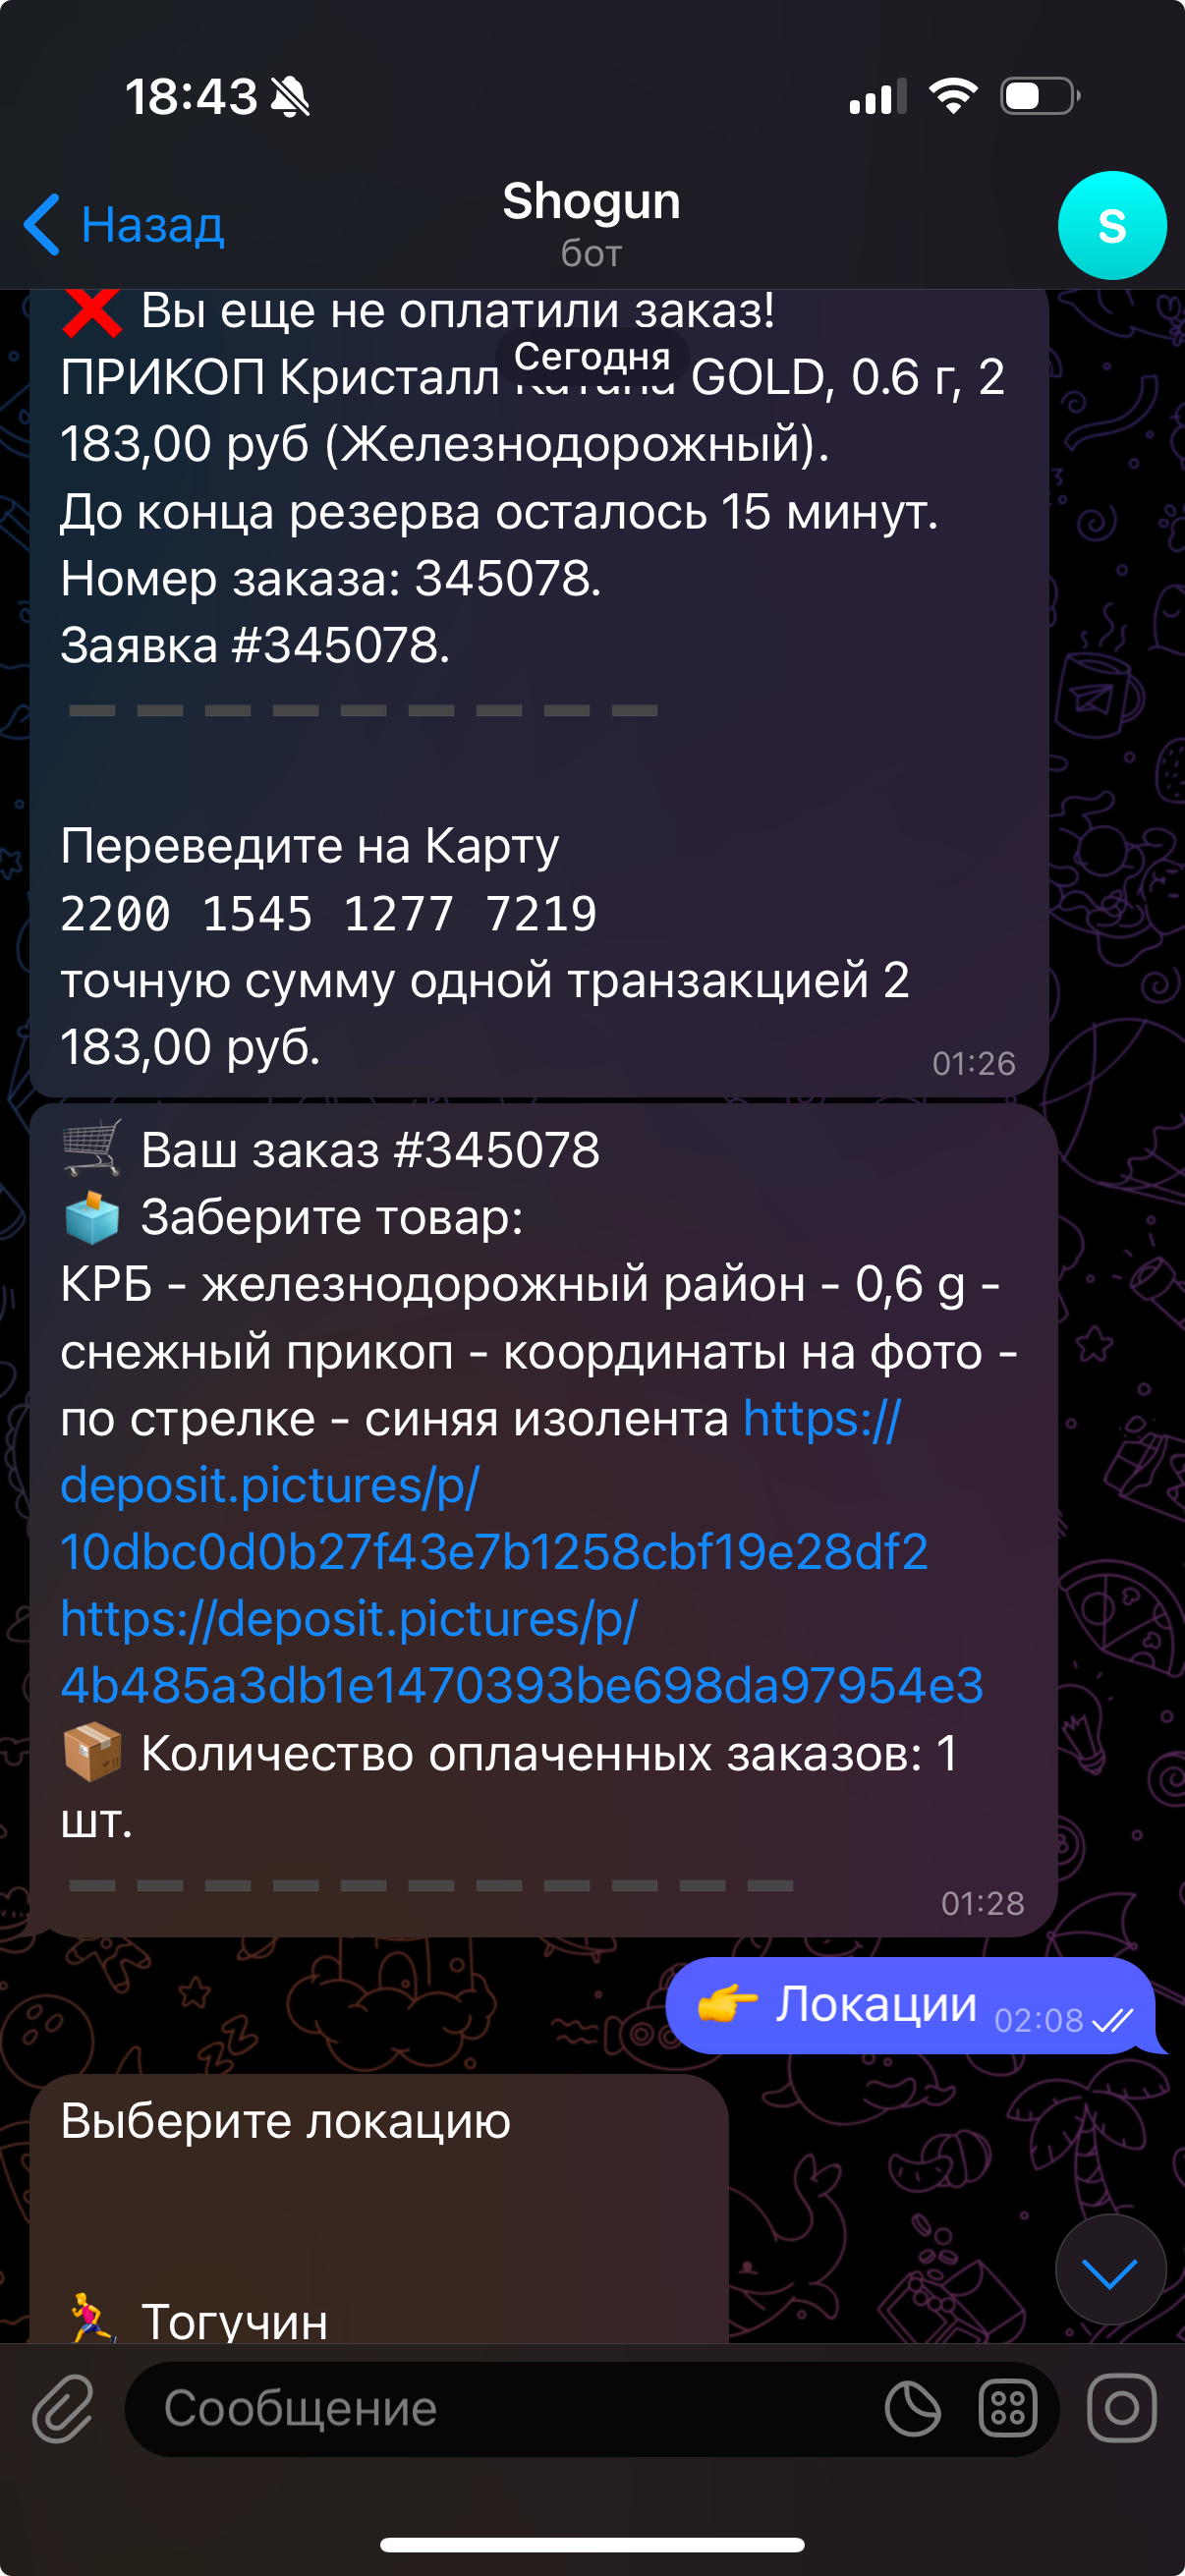 18:43
Назад
Shogun
бот
S
❌ Вы еще не оплатили заказ!
Сегодня
ПРИКОП Кристалл GOLD, 0.6 г, 2
183,00 руб (Железнодорожный).
До конца резерва осталось 15 минут.
Номер заказа: 345078.
Заявка #345078.
➖➖➖➖➖➖➖➖➖
Переведите на Карту
2200 1545 1277 7219
точную сумму одной транзакцией 2
183,00 руб.
01:26
🛒 Ваш заказ #345078
🗳 Заберите товар:
КРБ - железнодорожный район - 0,6 g -
снежный прикоп - координаты на фото -
по стрелке - синяя изолента https://
deposit.pictures/p/
10dbc0d0b27f43e7b1258cbf19e28df2
https://deposit.pictures/p/
4b485a3db1e1470393be698da97954e3
📦 Количество оплаченных заказов: 1
шт.
➖➖➖➖➖➖➖➖➖➖➖
01:28
👉 Локации 02:08
Выберите локацию
🏃 Тогучин
Сообщение